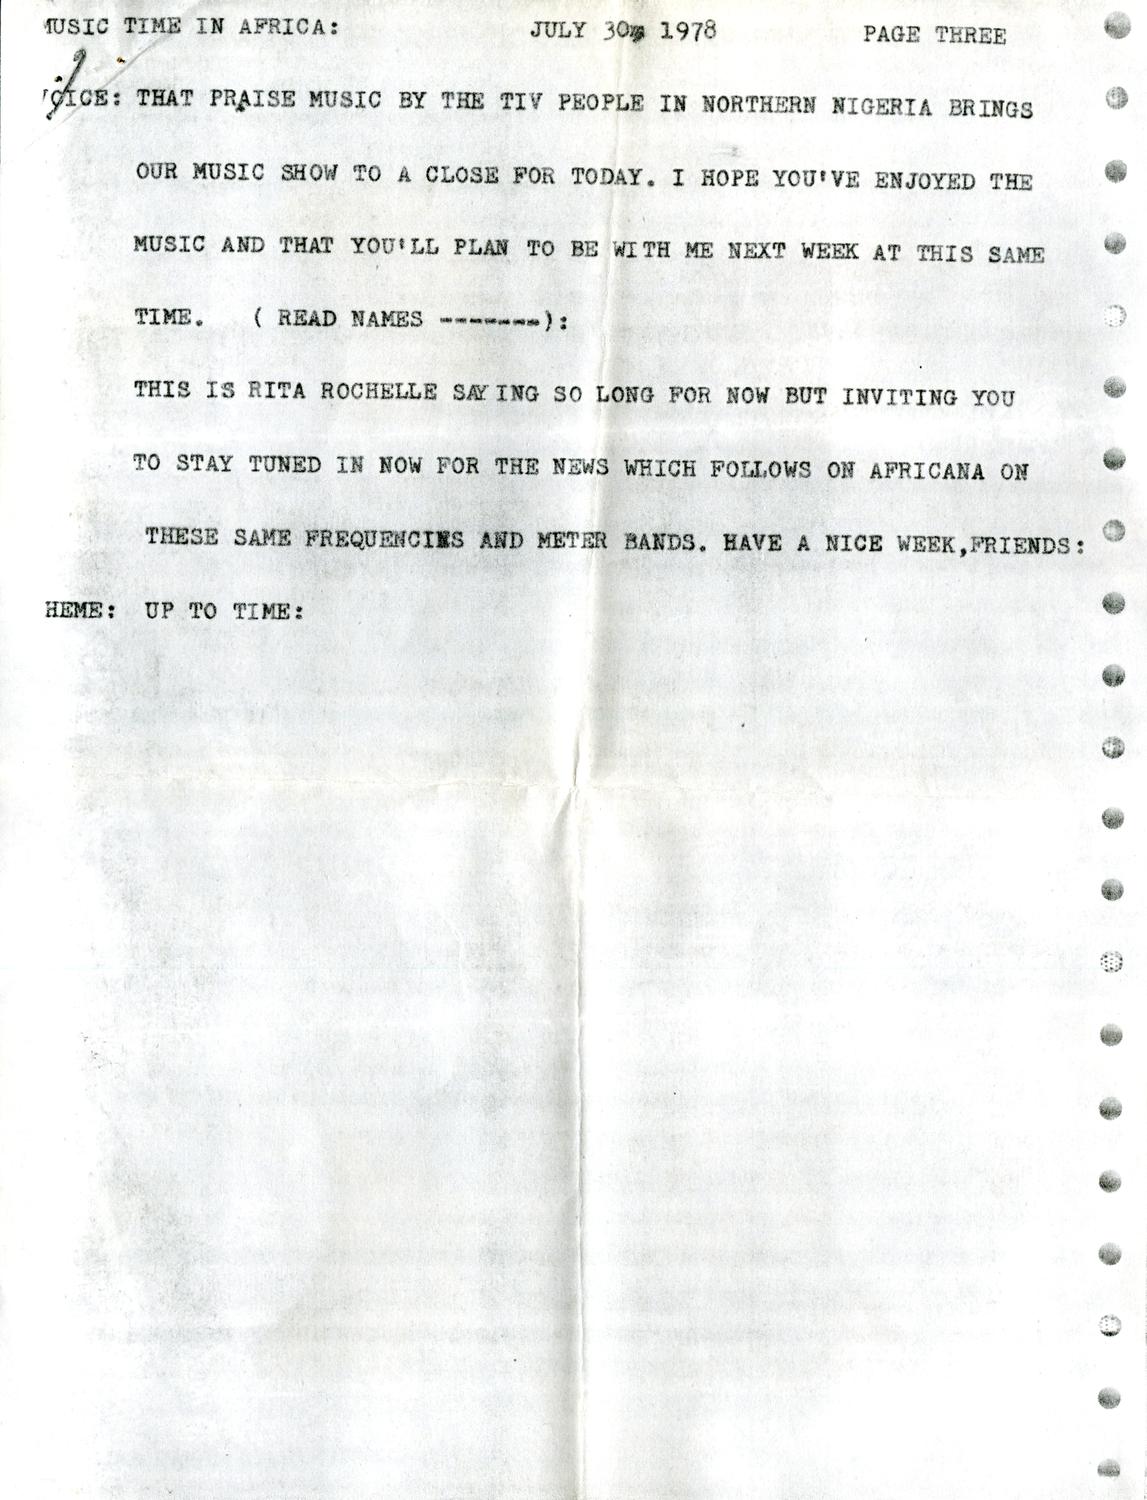 MUSIC TIME IN AFRICA: JULY 30, 1978 PAGE THREE
VOICE: THAT PRAISE MUSIC BY THE TIV PEOPLE IN NORTHERN NIGERIA BRINGS
OUR MUSIC SHOW TO A CLOSE FOR TODAY. I HOPE YOU'VE ENJOYED THE
MUSIC AND THAT YOU'LL PLAN TO BE WITH ME NEXT WEEK AT THIS SAME
TIME. ( READ NAMES -------):
THIS IS RITA ROCHELLE SAYING SO LONG FOR NOW BUT INVITING YOU
TO STAY TUNED IN NOW FOR THE NEWS WHICH FOLLOWS ON AFRICANA ON
THESE SAME FREQUENCIES AND METER BANDS. HAVE A NICE WEEK,FRIENDS:
HEME: UP TO TIME: